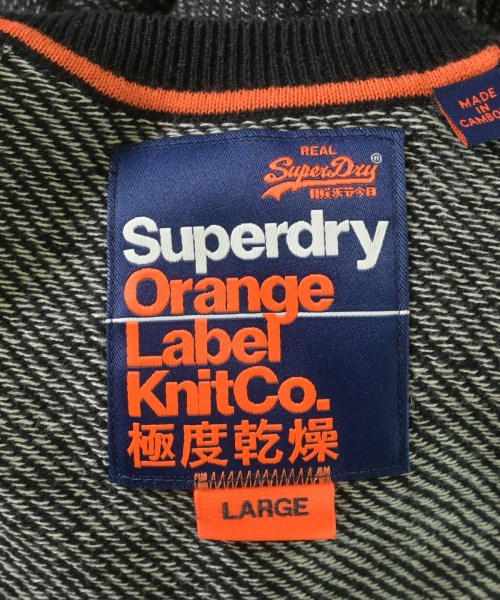 MADE
IN
REAL
SuperDry®
Superdry
Orange
Label
KnitCo.
極度乾燥
LARGE